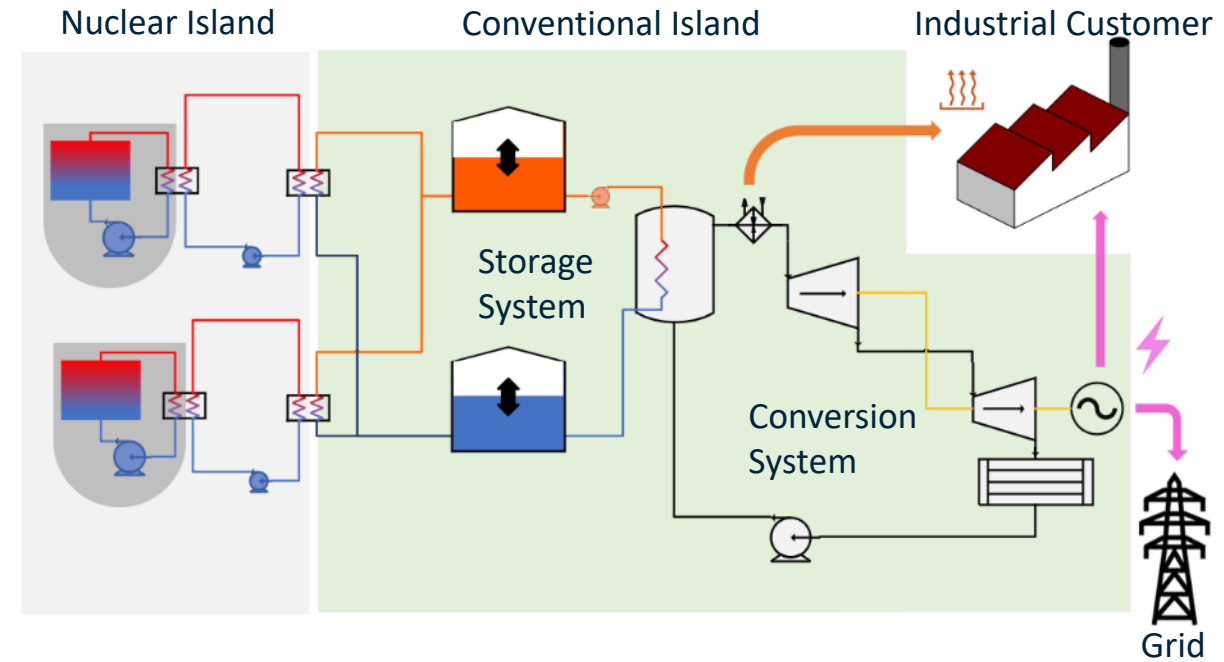 Nuclear Island
Conventional Island
Industrial Customer
Storage
System
Conversion
System
Grid